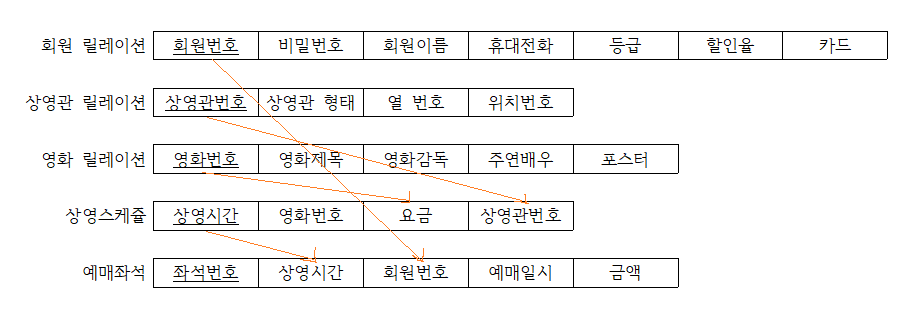 회원 릴레이션 회원번호 비밀번호 회원이름 휴대전화 등급 할인율 카드
상영관 릴레이션 상영관번호 상영관 형태 열 번호 위치번호
영화 릴레이션 영화번호 영화제목 영화감독 주연배우 포스터
상영스케쥴 상영시간 영화번호 요금 상영관번호
예매좌석 좌석번호 상영시간 회원번호 예매일시 금액